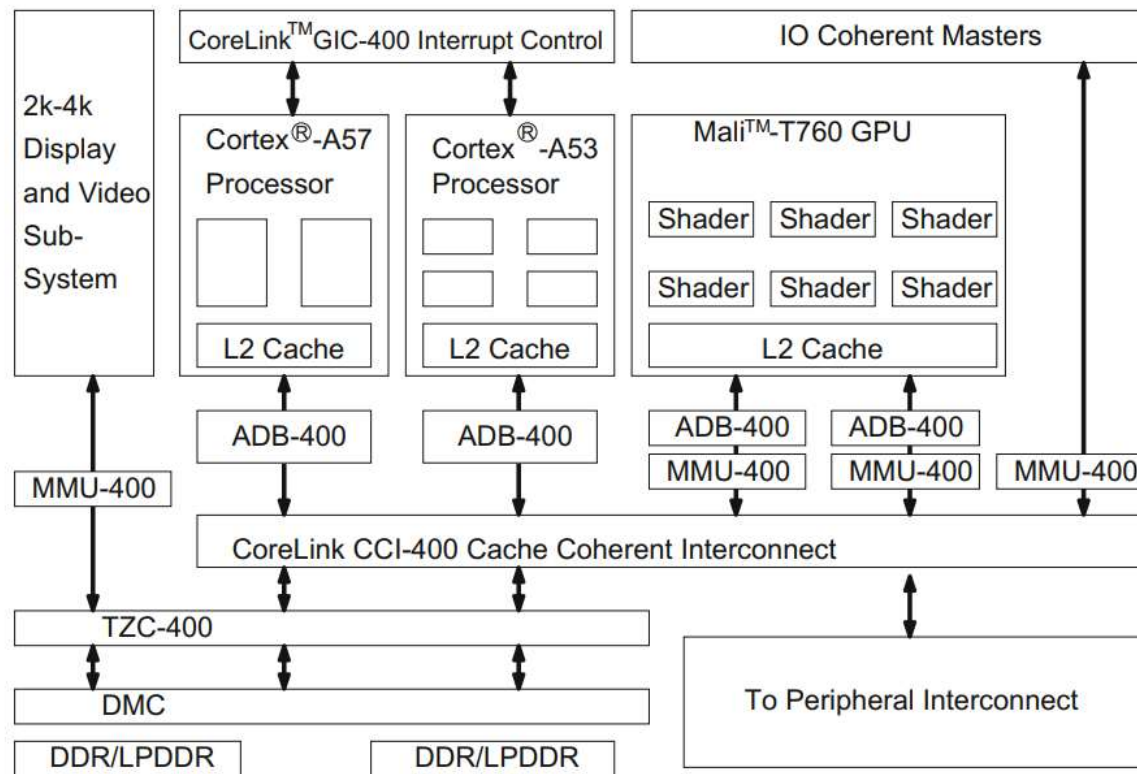 CoreLink™GIC-400 Interrupt Control
IO Coherent Masters
2k-4k
Display
and Video
Sub-
System
Cortex®-A57
Processor
L2 Cache
Cortex®-A53
Processor
L2 Cache
Mali™-T760 GPU
Shader Shader Shader
Shader Shader Shader
L2 Cache
ADB-400
ADB-400
ADB-400
ADB-400
MMU-400
MMU-400
MMU-400
MMU-400
CoreLink CCI-400 Cache Coherent Interconnect
TZC-400
DMC
To Peripheral Interconnect
DDR/LPDDR
DDR/LPDDR